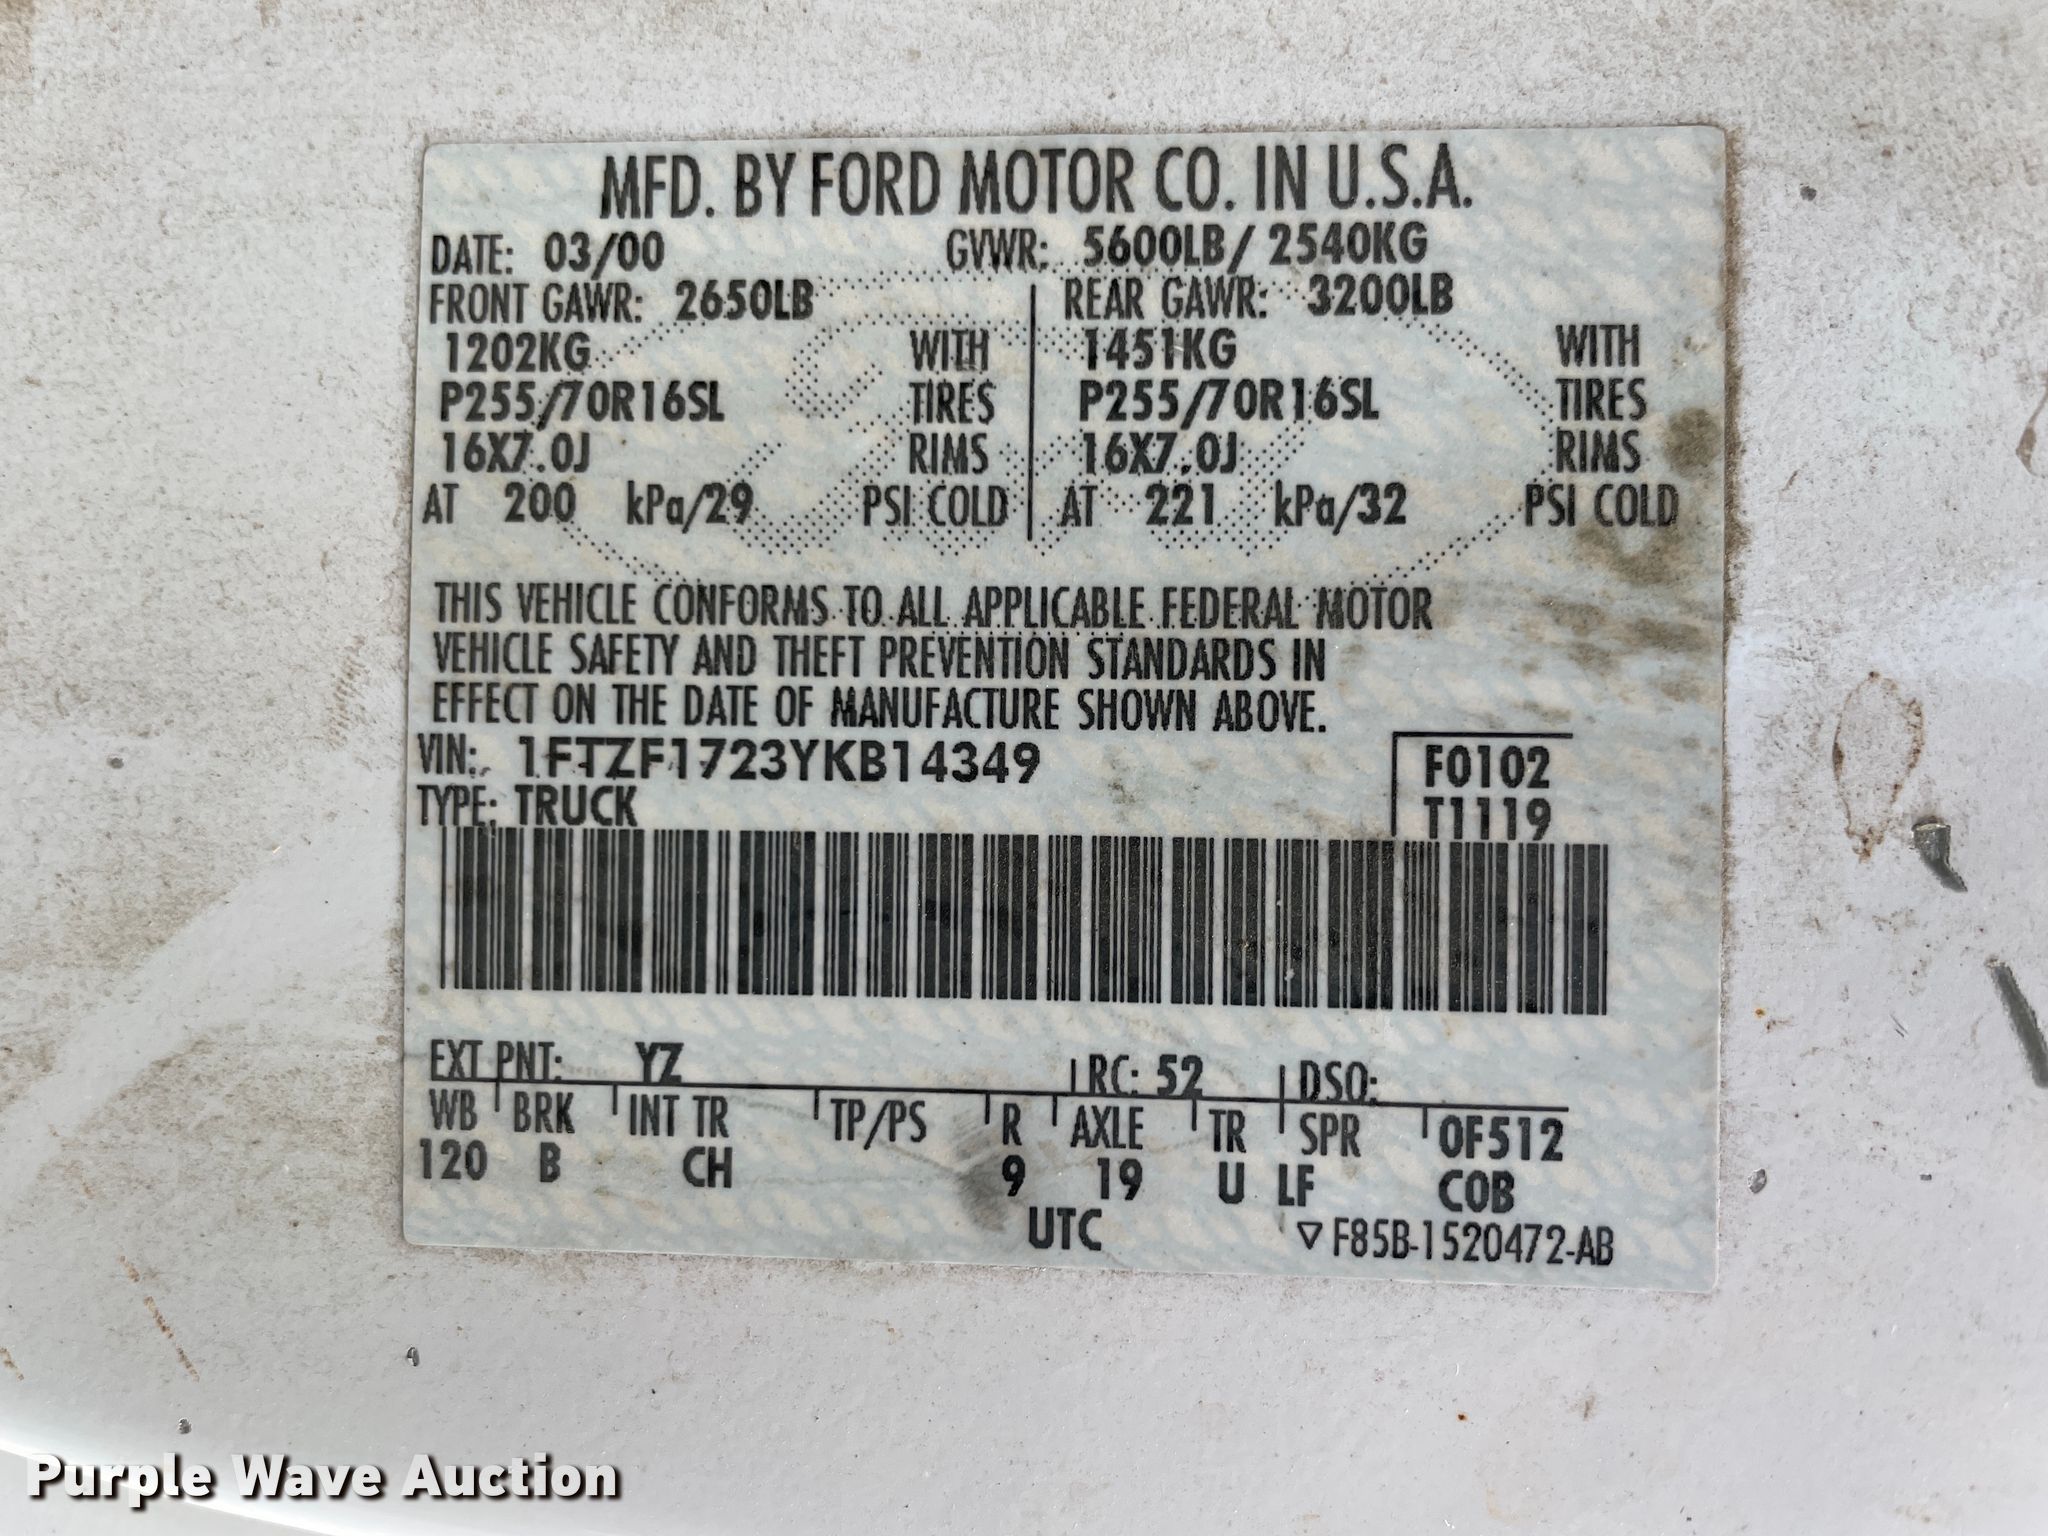 MFD. BY FORD MOTOR CO. IN U.S.A.
DATE: 03/00 GVWR: 5600LB/ 2540KG
FRONT GAWR: 2650LB REAR GAWR: 3200LB
1202KG WITH 1451KG WITH
P255/70R16SL TIRES P255/70R16SL TIRES
16X7.0J RIMS 16X7.0J RIMS
AT 200 kPa/29 PSI COLD AT 221 kPa/32 PSI COLD
THIS VEHICLE CONFORMS TO ALL APPLICABLE FEDERAL MOTOR
VEHICLE SAFETY AND THEFT PREVENTION STANDARDS IN
EFFECT ON THE DATE OF MANUFACTURE SHOWN ABOVE.
VIN: 1FTZF1723YKB14349 F0102
TYPE: TRUCK T1119
EXT PNT: YZ RC: 52 DSO:
WB BRK INT TR TP/PS R AXLE TR SPR 0F512
120 B CH 9 19 U LF COB
UTC ▽F85B-1520472-AB
Purple Wave Auction